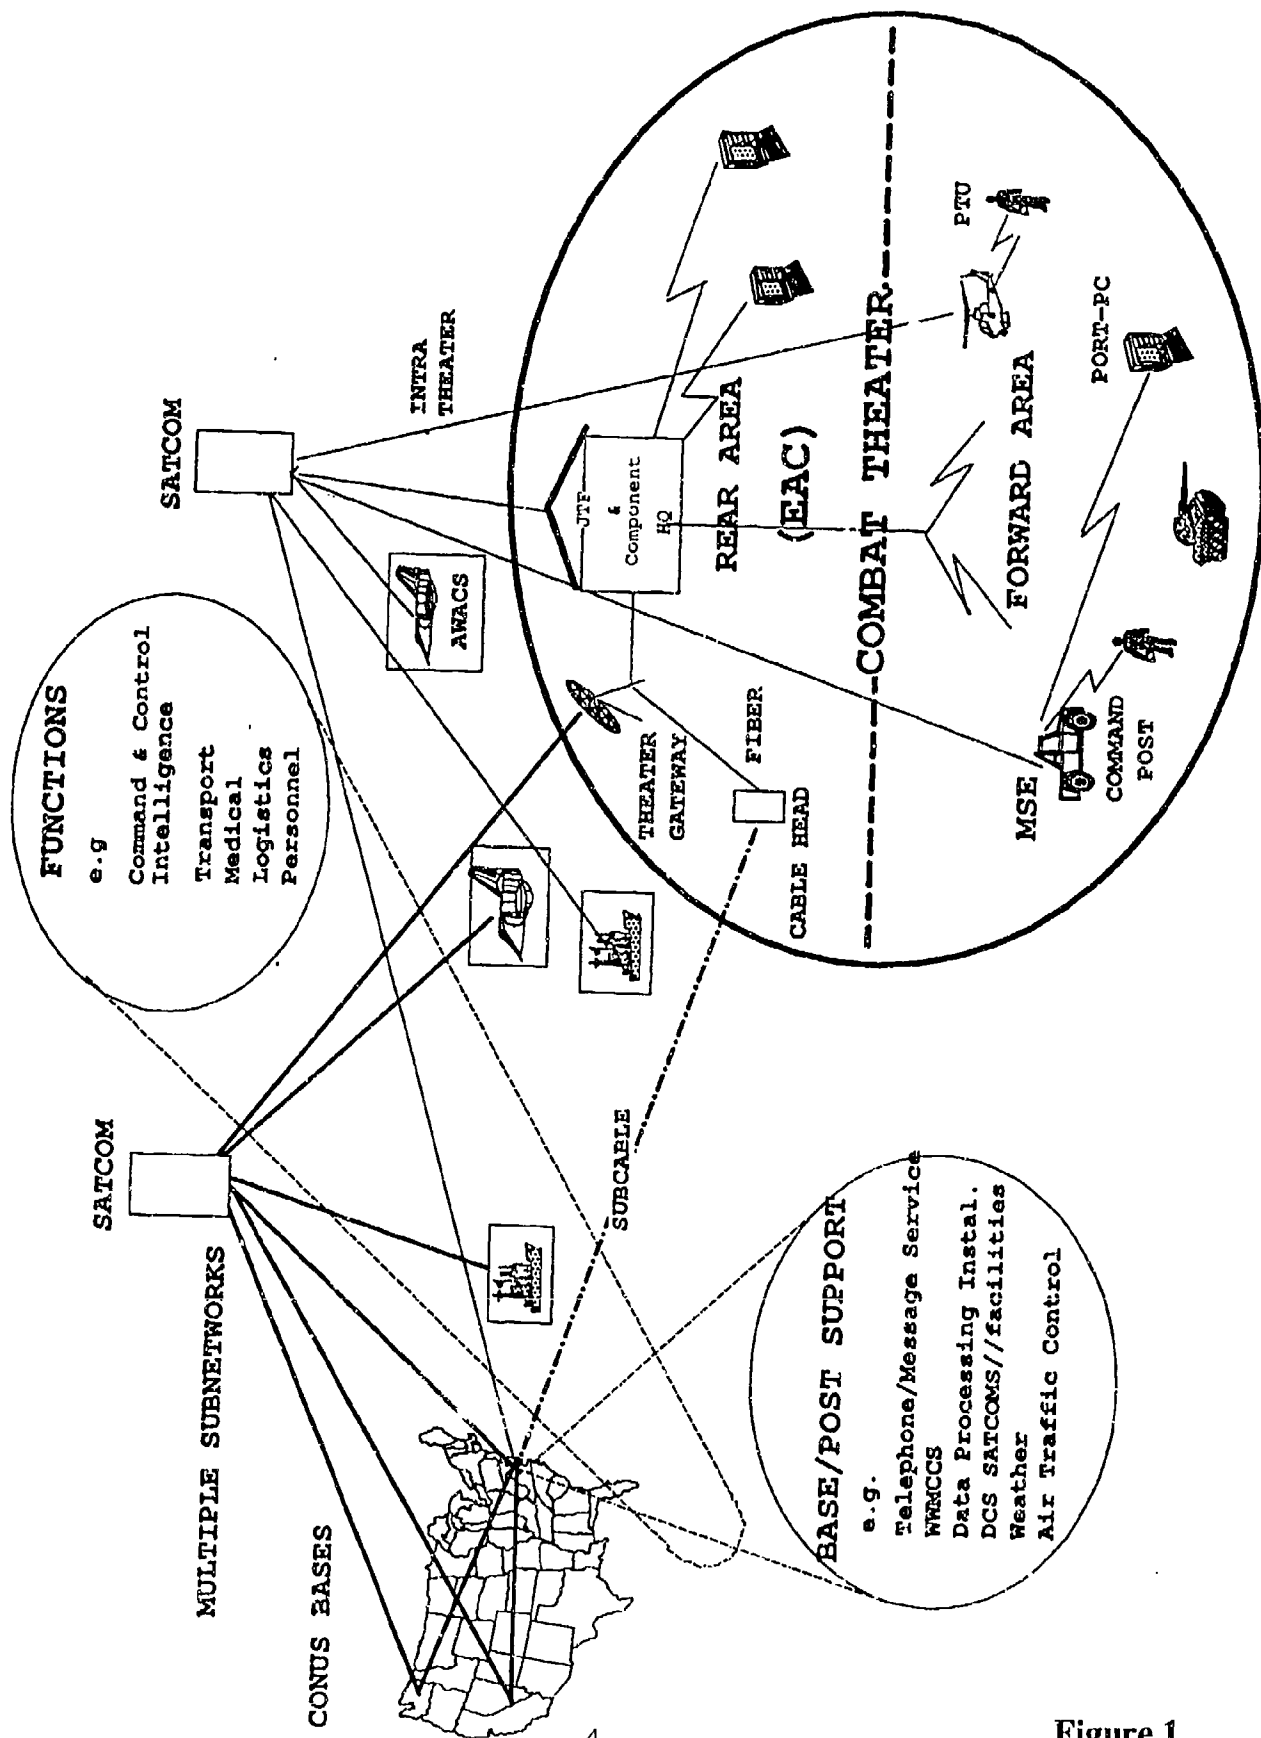 SATCOM
SATCOM
MULTIPLE SUBNETWORKS
CONUS BASES
FUNCTIONS
e.g
Command & Control
Intelligence
Transport
Medical
Logistics
Personnel
INTRA
THEATER
AWACS
JTF
&
Component
HQ
REAR AREA
(EAC)
COMBAT THEATER
FORWARD AREA
THEATER
GATEWAY
FIBER
CABLE HEAD
SUBCABLE
PTU
PORT-PC
MSE
COMMAND
POST
BASE/POST SUPPORT
e.g.
Telephone/Message Service
WWMCCS
Data Processing Instal.
DCS SATCOMS//facilities
Weather
Air Traffic Control
4
Figure 1